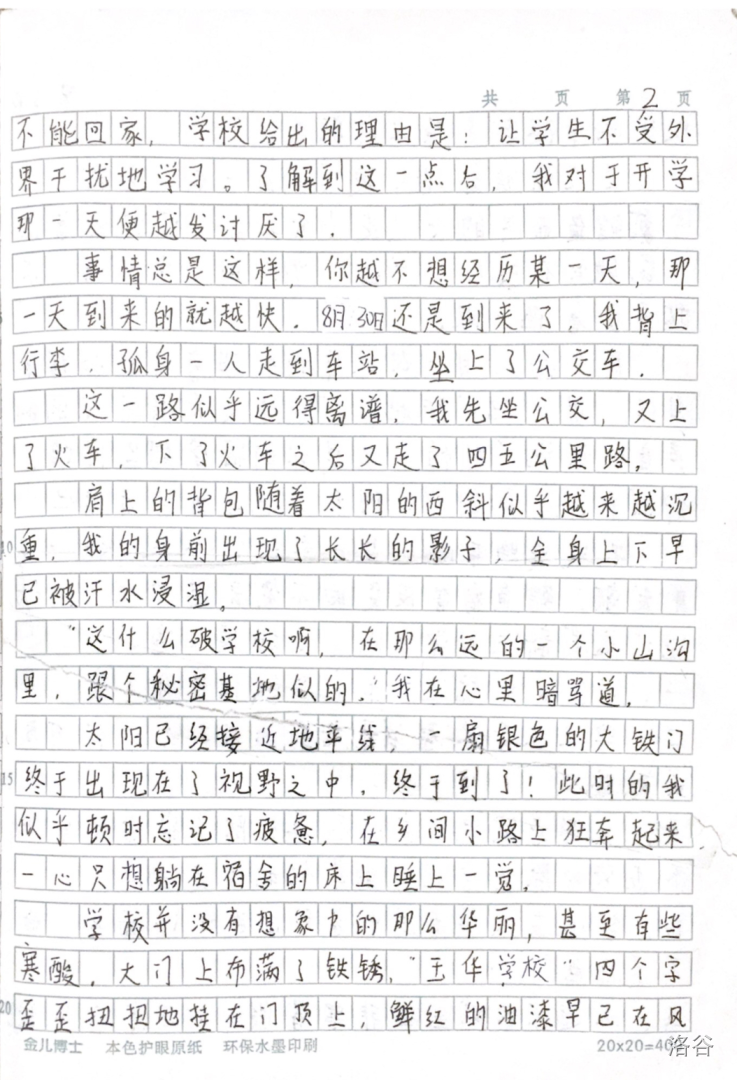 共 页 第 2 页
不能回家，学校给出的理由是：让学生不受外
界干扰地学习。了解到这一点后，我对于开学
那一天便越发讨厌了．
事情总是这样，你越不想经历某一天，那
一天到来的就越快．8月30日还是到来了，我背上
行李．孤身一人走到车站，坐上了公交车．
这一路似乎远得离谱，我先坐公交，又上
了火车，下了火车之后又走了四五公里路。
肩上的背包随着太阳的西斜似乎越来越沉
重，我的身前出现了长长的影子，全身上下早
已被汗水浸湿。
“这什么破学校啊，在那么远的一个小山沟
里，跟个秘密基地似的．”我在心里暗骂道，
太阳已经接近地平线，一扇银色的大铁门
终于出现在了视野之中．终于到了！此时的我
似乎顿时忘记了疲惫，在乡间小路上狂奔起来
一心只想躺在宿舍的床上睡上一觉．
学校并没有想象中的那么华丽，甚至有些
寒酸，大门上布满了铁锈，“玉华学校”四个字
歪歪扭扭地挂在门顶上，鲜红的油漆早已在风
10
15
20
金儿博士 本色护眼原纸 环保水墨印刷 20x20=40
洛谷